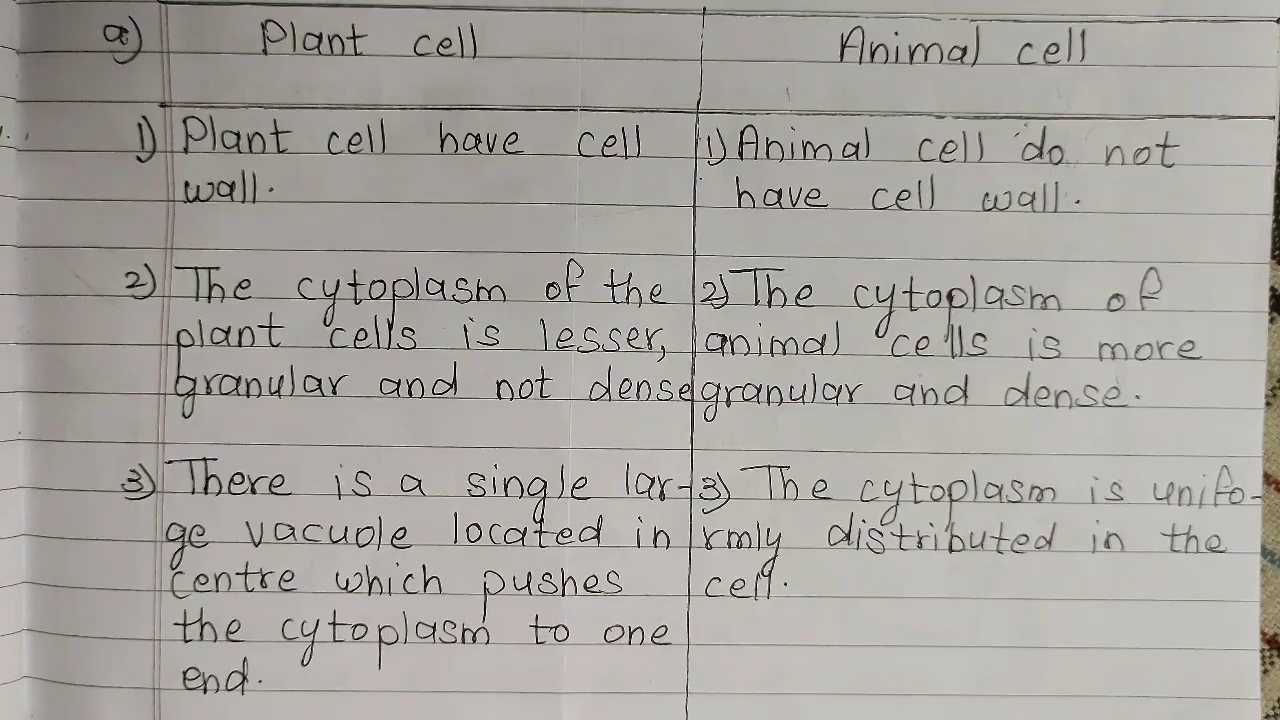 a) Plant cell Animal cell
1) Plant cell have cell
wall.
1) Animal cell do not
have cell wall.
2) The cytoplasm of the
plant cells is lesser,
granular and not dense
2) The cytoplasm of
animal cells is more
granular and dense.
3) There is a single lar-
ge vacuole located in
centre which pushes
the cytoplasm to one
end.
3) The cytoplasm is unifo-
rmly distributed in the
cell.